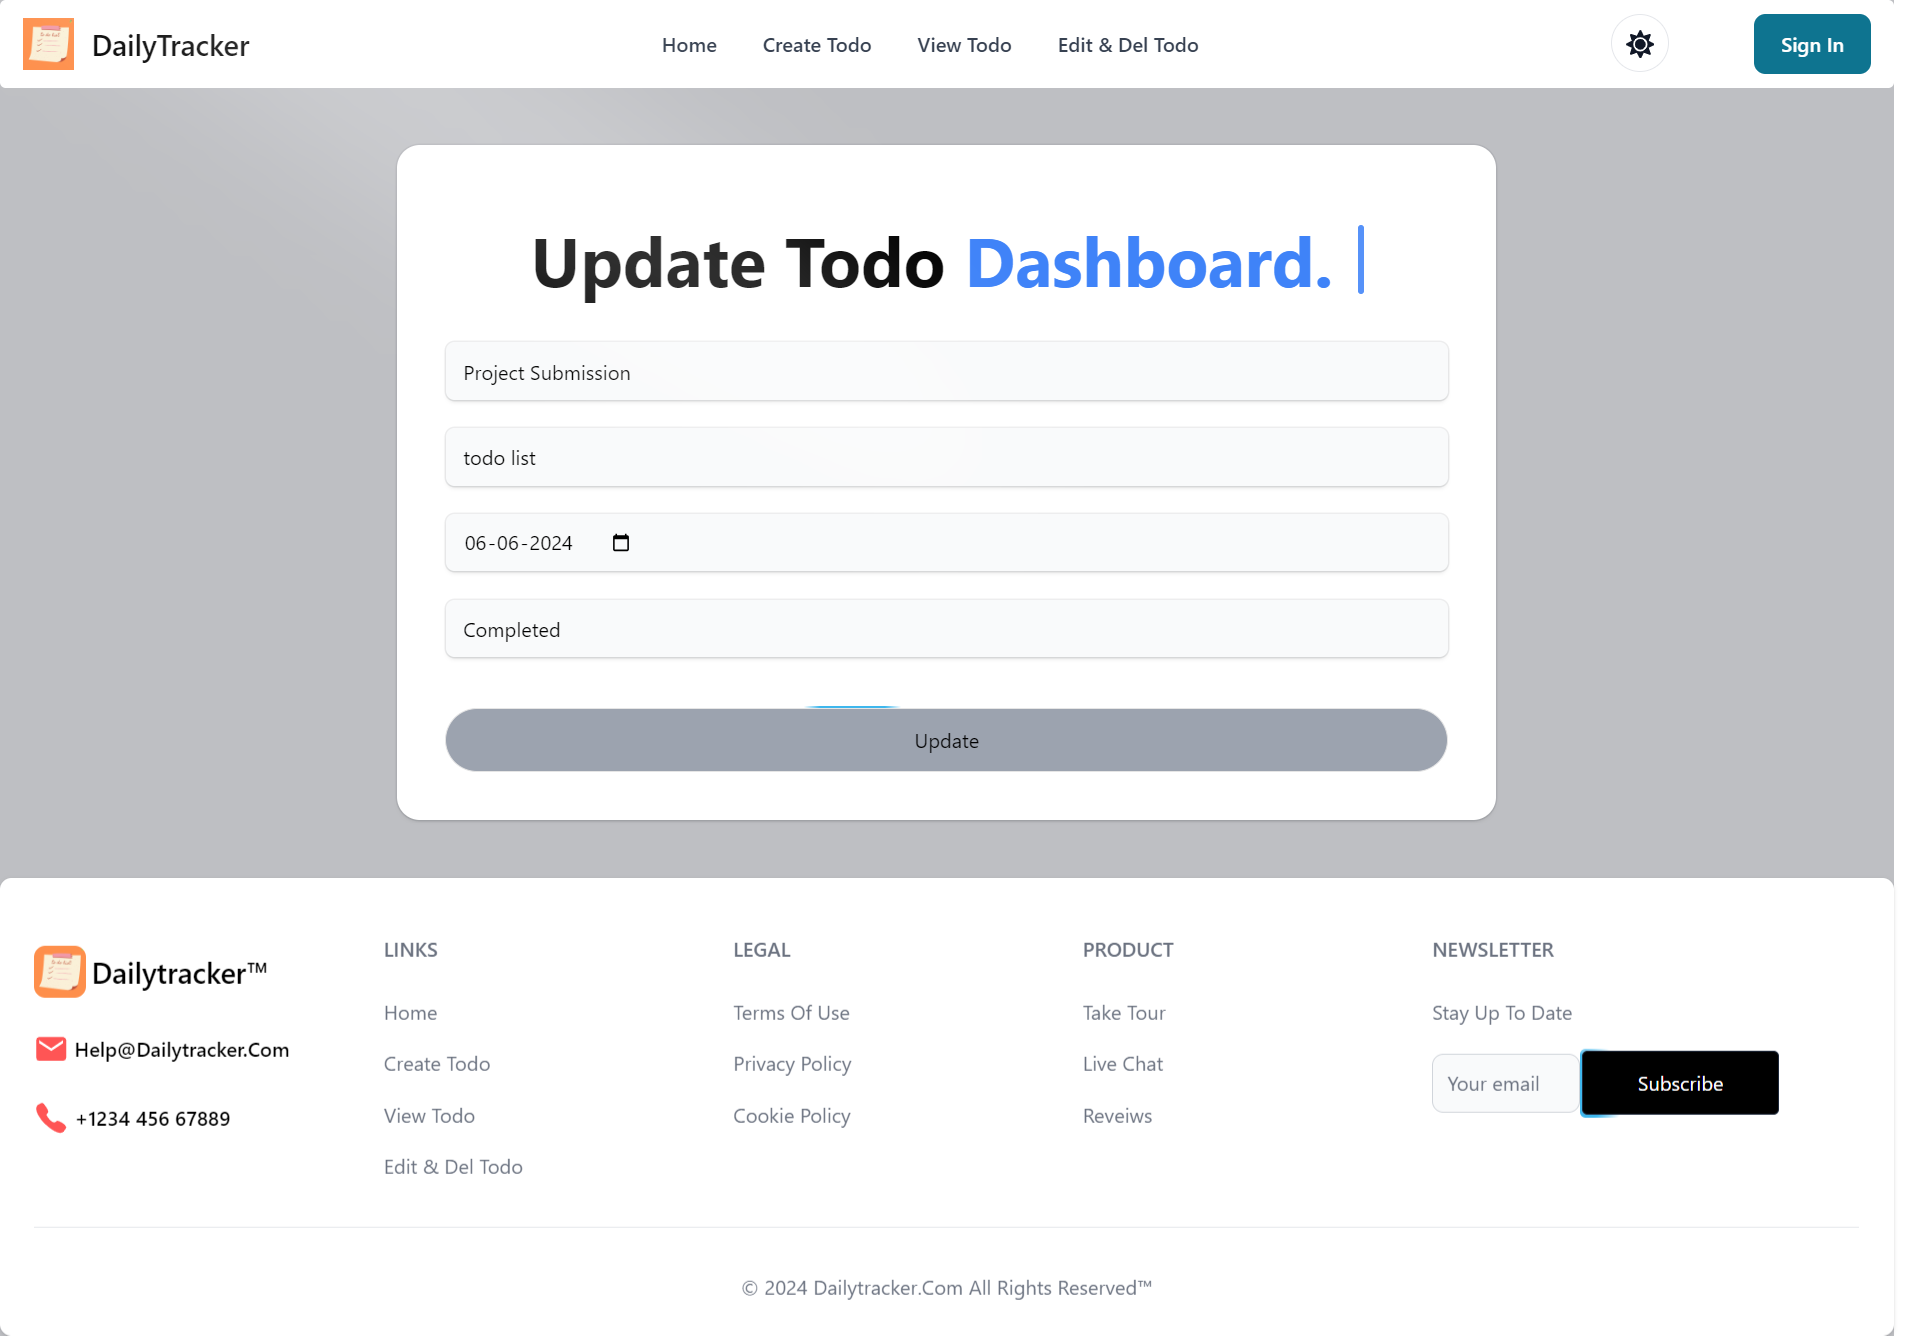 DailyTracker
Home
Create Todo
View Todo
Edit & Del Todo
Sign In
Update Todo Dashboard.
Project Submission
todo list
06-06-2024
Completed
Update
Dailytracker™
Help@Dailytracker.Com
+1234 456 67889
LINKS
Home
Create Todo
View Todo
Edit & Del Todo
LEGAL
Terms Of Use
Privacy Policy
Cookie Policy
PRODUCT
Take Tour
Live Chat
Reveiws
NEWSLETTER
Stay Up To Date
Your email
Subscribe
© 2024 Dailytracker.Com All Rights Reserved™